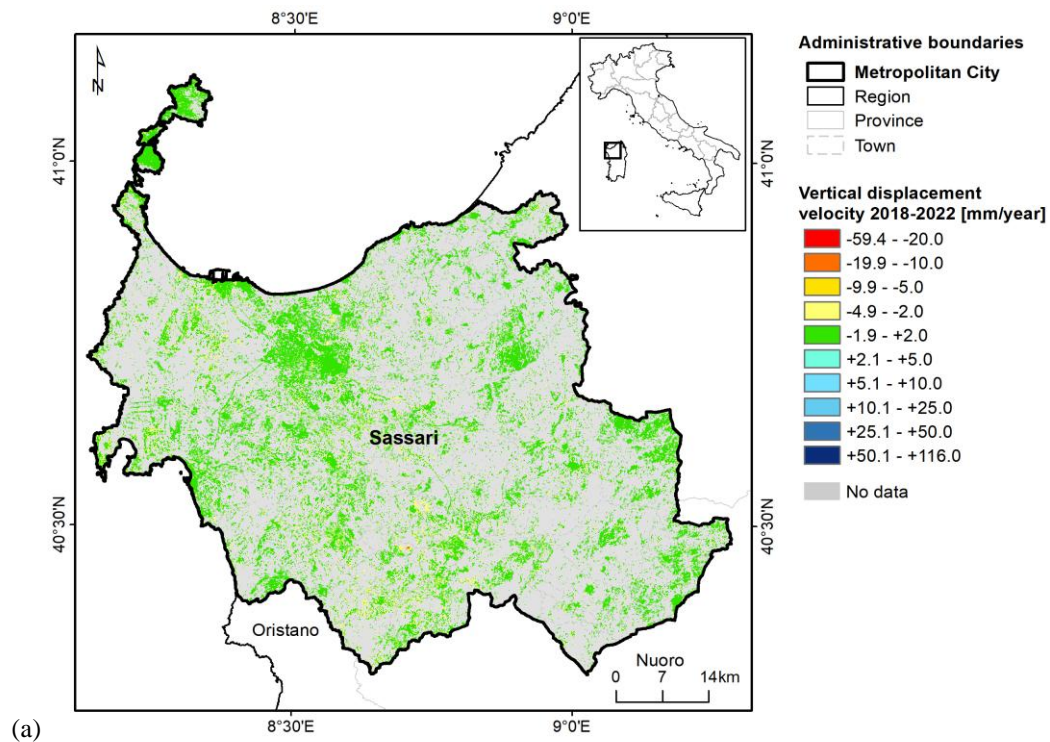 8°30'E
9°0'E
N
41°0'N
41°0'N
40°30'N
40°30'N
Sassari
Oristano
Nuoro
0 7 14km
8°30'E
9°0'E
(a)
Administrative boundaries
Metropolitan City
Region
Province
Town
Vertical displacement
velocity 2018-2022 [mm/year]
-59.4 - -20.0
-19.9 - -10.0
-9.9 - -5.0
-4.9 - -2.0
-1.9 - +2.0
+2.1 - +5.0
+5.1 - +10.0
+10.1 - +25.0
+25.1 - +50.0
+50.1 - +116.0
No data